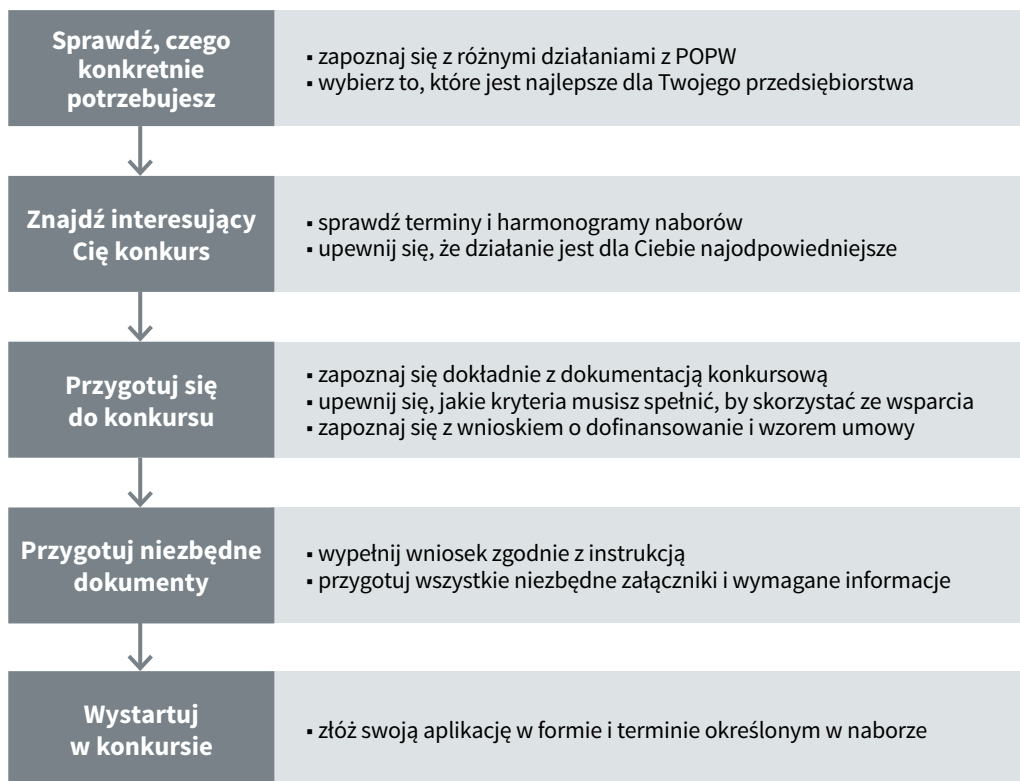 Sprawdź, czego
konkretnie
potrzebujesz
▪ zapoznaj się z różnymi działaniami z POPW
▪ wybierz to, które jest najlepsze dla Twojego przedsiębiorstwa
Znajdź interesujący
Cię konkurs
▪ sprawdź terminy i harmonogramy naborów
▪ upewnij się, że działanie jest dla Ciebie najodpowiedniejsze
Przygotuj się
do konkursu
▪ zapoznaj się dokładnie z dokumentacją konkursową
▪ upewnij się, jakie kryteria musisz spełnić, by skorzystać ze wsparcia
▪ zapoznaj się z wnioskiem o dofinansowanie i wzorem umowy
Przygotuj niezbędne
dokumenty
▪ wypełnij wniosek zgodnie z instrukcją
▪ przygotuj wszystkie niezbędne załączniki i wymagane informacje
Wystartuj
w konkursie
▪ złóż swoją aplikację w formie i terminie określonym w naborze